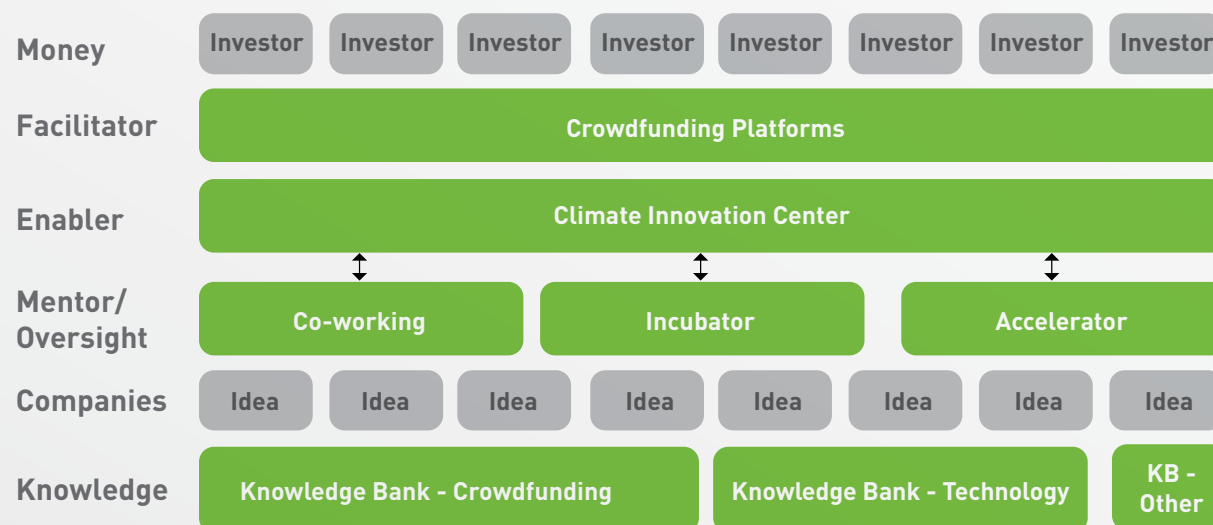 Money
Investor Investor Investor Investor Investor Investor Investor Investor
Facilitator
Crowdfunding Platforms
Enabler
Climate Innovation Center
Mentor/
Oversight
Co-working Incubator Accelerator
Companies
Idea Idea Idea Idea Idea Idea Idea Idea
Knowledge
Knowledge Bank - Crowdfunding Knowledge Bank - Technology KB -
Other